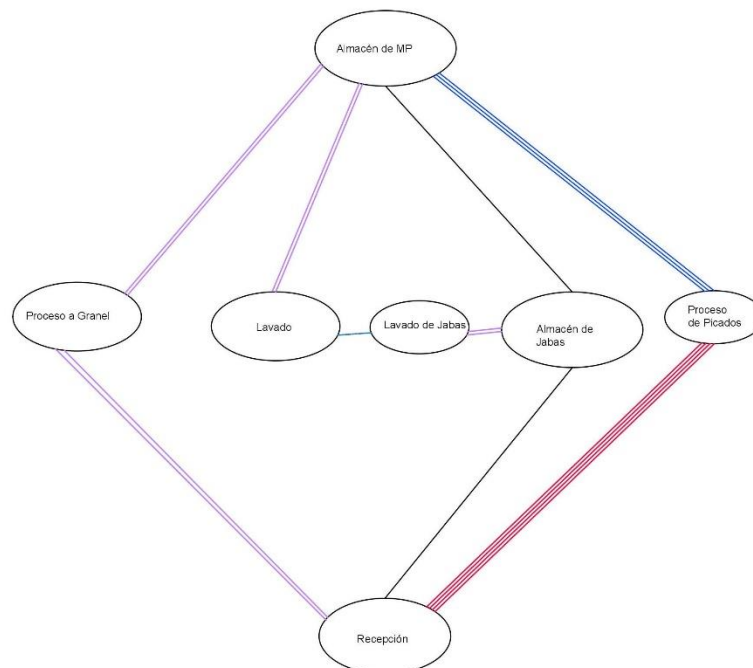 Almacén de MP
Proceso a Granel
Lavado
Lavado de Jabas
Almacén de
Jabas
Proceso
de Picados
Recepción